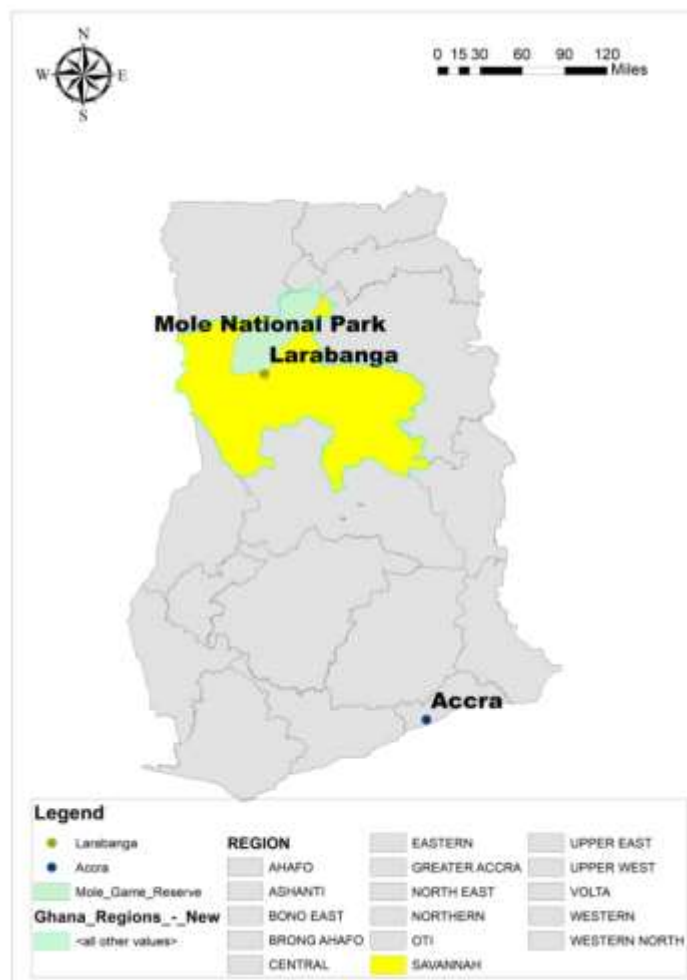 N
W E
S
0 15 30 60 90 120
Miles
Mole National Park
Larabanga
Accra
Legend
Larabanga
Accra
Mole_Game_Reserve
Ghana_Regions_-_New
<all other values>
REGION
AHAFO
ASHANTI
BONO EAST
BRONG AHAFO
CENTRAL
EASTERN
GREATER ACCRA
NORTH EAST
NORTHERN
OTI
SAVANNAH
UPPER EAST
UPPER WEST
VOLTA
WESTERN
WESTERN NORTH